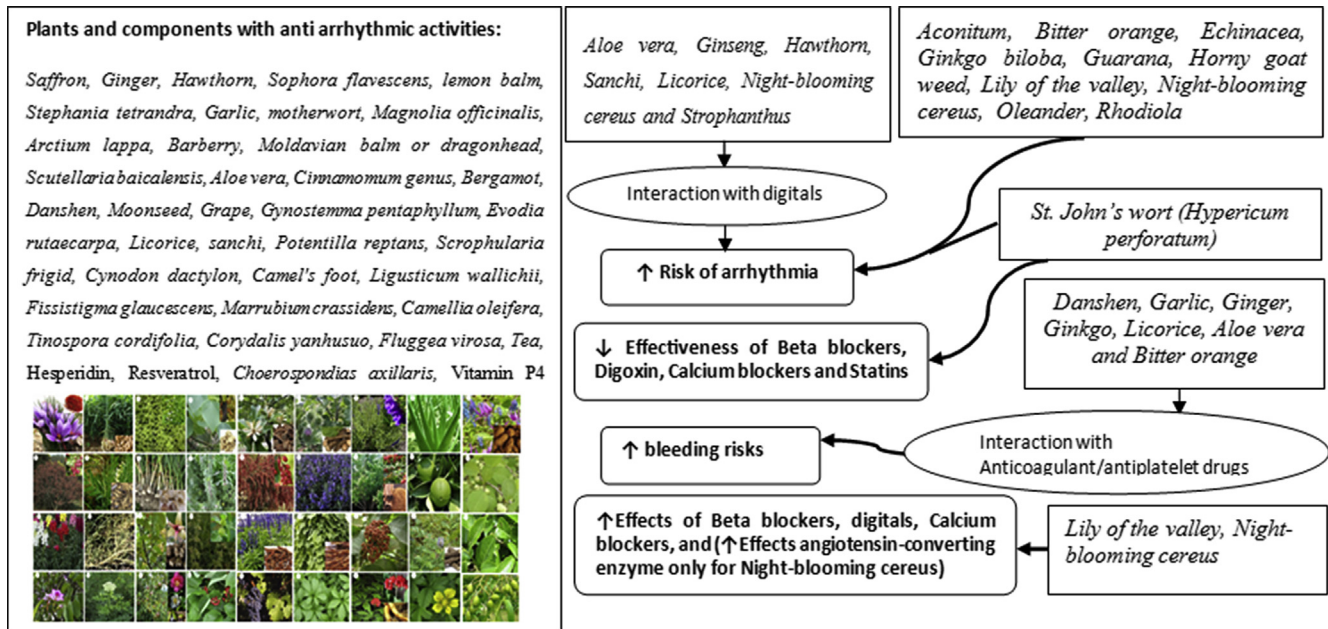 Plants and components with anti arrhythmic activities:
Saffron, Ginger, Hawthorn, Sophora flavescens, lemon balm,
Stephania tetrandra, Garlic, motherwort, Magnolia officinalis,
Arctium lappa, Barberry, Moldavian balm or dragonhead,
Scutellaria baicalensis, Aloe vera, Cinnamomum genus, Bergamot,
Danshen, Moonseed, Grape, Gynostemma pentaphyllum, Evodia
rutaecarpa, Licorice, sanchi, Potentilla reptans, Scrophularia
frigid, Cynodon dactylon, Camel's foot, Ligusticum wallichii,
Fissistigma glaucescens, Marrubium crassidens, Camellia oleifera,
Tinospora cordifolia, Corydalis yanhusuo, Fluggea virosa, Tea,
Hesperidin, Resveratrol, Choerospondias axillaris, Vitamin P4
Aloe vera, Ginseng, Hawthorn,
Sanchi, Licorice, Night-blooming
cereus and Strophanthus
Interaction with digitals
↑ Risk of arrhythmia
Aconitum, Bitter orange, Echinacea,
Ginkgo biloba, Guarana, Horny goat
weed, Lily of the valley, Night-blooming
cereus, Oleander, Rhodiola
St. John's wort (Hypericum
perforatum)
↓ Effectiveness of Beta blockers,
Digoxin, Calcium blockers and Statins
Danshen, Garlic, Ginger,
Ginkgo, Licorice, Aloe vera
and Bitter orange
Interaction with
Anticoagulant/antiplatelet drugs
↑ bleeding risks
↑Effects of Beta blockers, digitals, Calcium
blockers, and (↑Effects angiotensin-converting
enzyme only for Night-blooming cereus)
Lily of the valley, Night-
blooming cereus